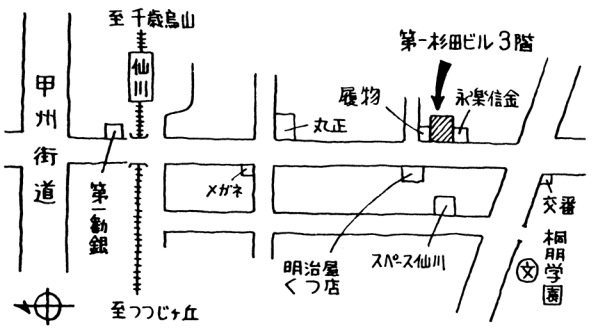 至千歳烏山
仙川
第一杉田ビル3階
甲州街道
履物
永楽信金
丸正
第一勧銀
メガネ
交番
明治屋
くつ店
スペース仙川
桐朋学園
文
至つつじヶ丘